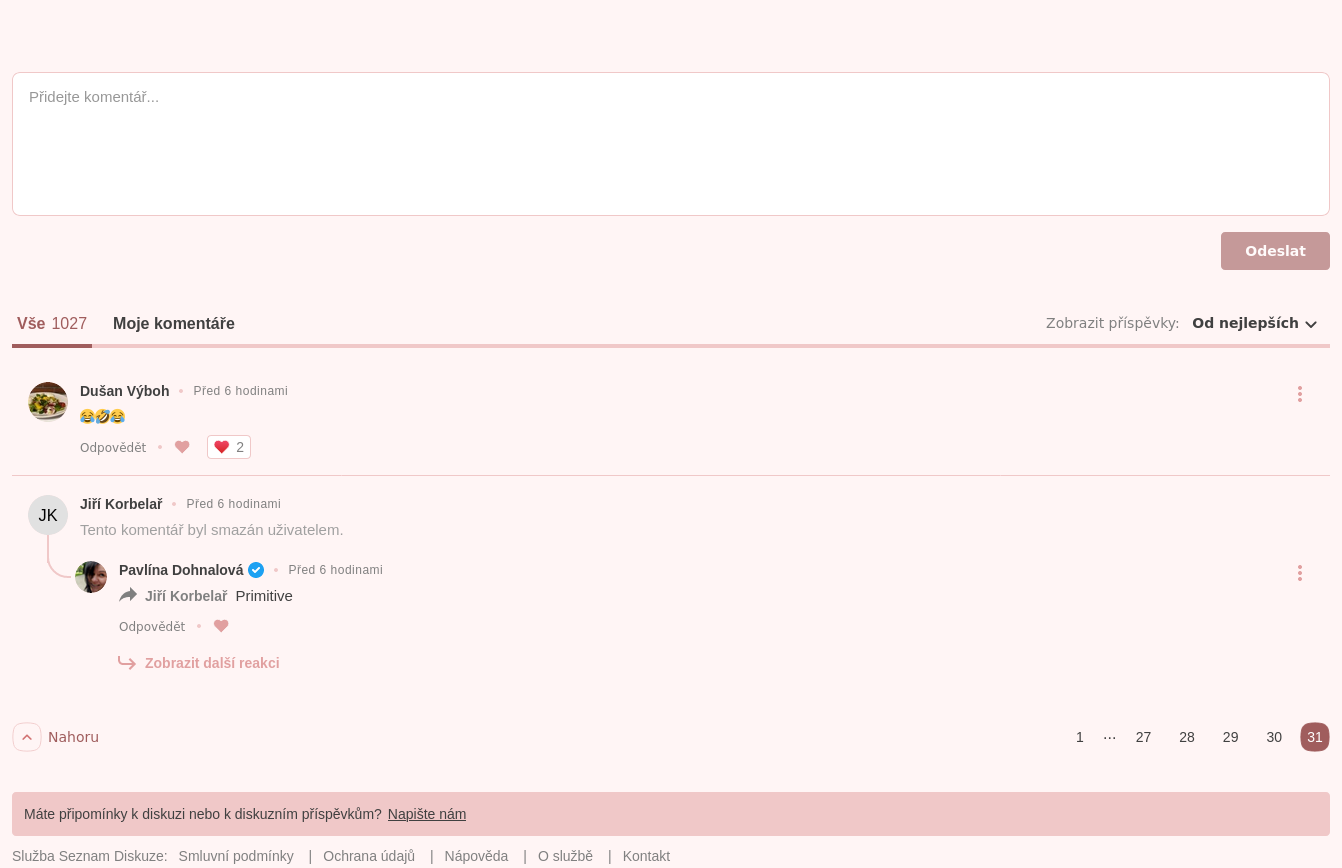 Přidejte komentář...
Odeslat
Vše 1027 Moje komentáře Zobrazit příspěvky: Od nejlepších
Dušan Výboh • Před 6 hodinami
😂🤣😂
Odpovědět • 2
JK Jiří Korbelař • Před 6 hodinami
Tento komentář byl smazán uživatelem.
Pavlína Dohnalová • Před 6 hodinami
Jiří Korbelař Primitive
Odpovědět •
Zobrazit další reakci
Nahoru 1 ··· 27 28 29 30 31
Máte připomínky k diskuzi nebo k diskuzním příspěvkům? Napište nám
Služba Seznam Diskuze: Smluvní podmínky | Ochrana údajů | Nápověda | O službě | Kontakt